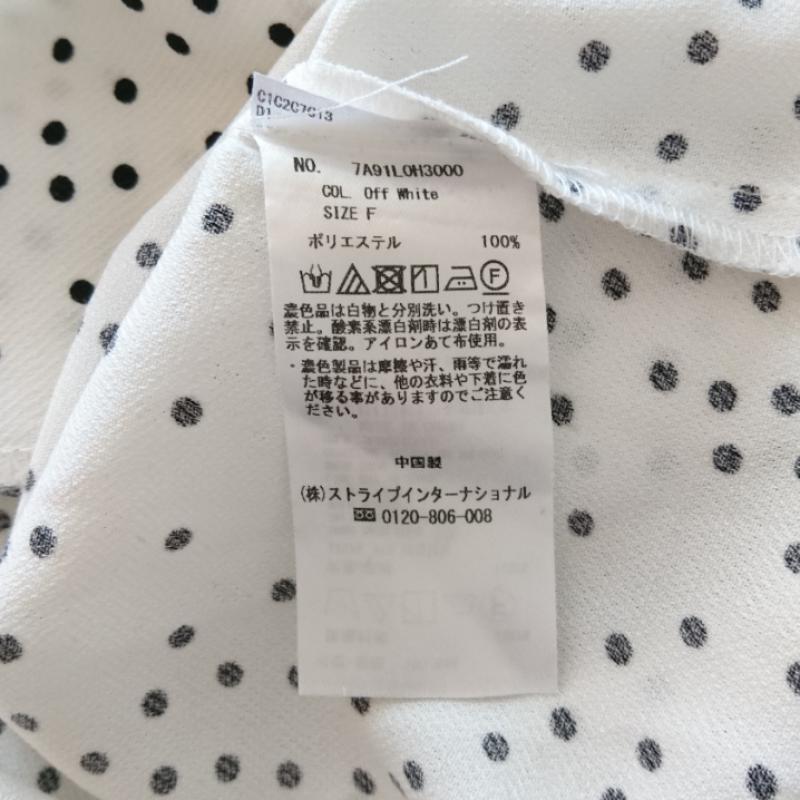 C1C2C7C13
D1
NO. 7A91L0H3000
COL. Off White
SIZE F
ポリエステル 100%
F
濃色品は白物と分別洗い。つけ置き
禁止。酸素系漂白剤時は漂白剤の表
示を確認。アイロンあて布使用。
・濃色製品は摩擦や汗、雨等で濡れ
た時などに、他の衣料や下着に色
が移る事がありますのでご注意
ください。
中国製
(株)ストライプインターナショナル
0120-806-008